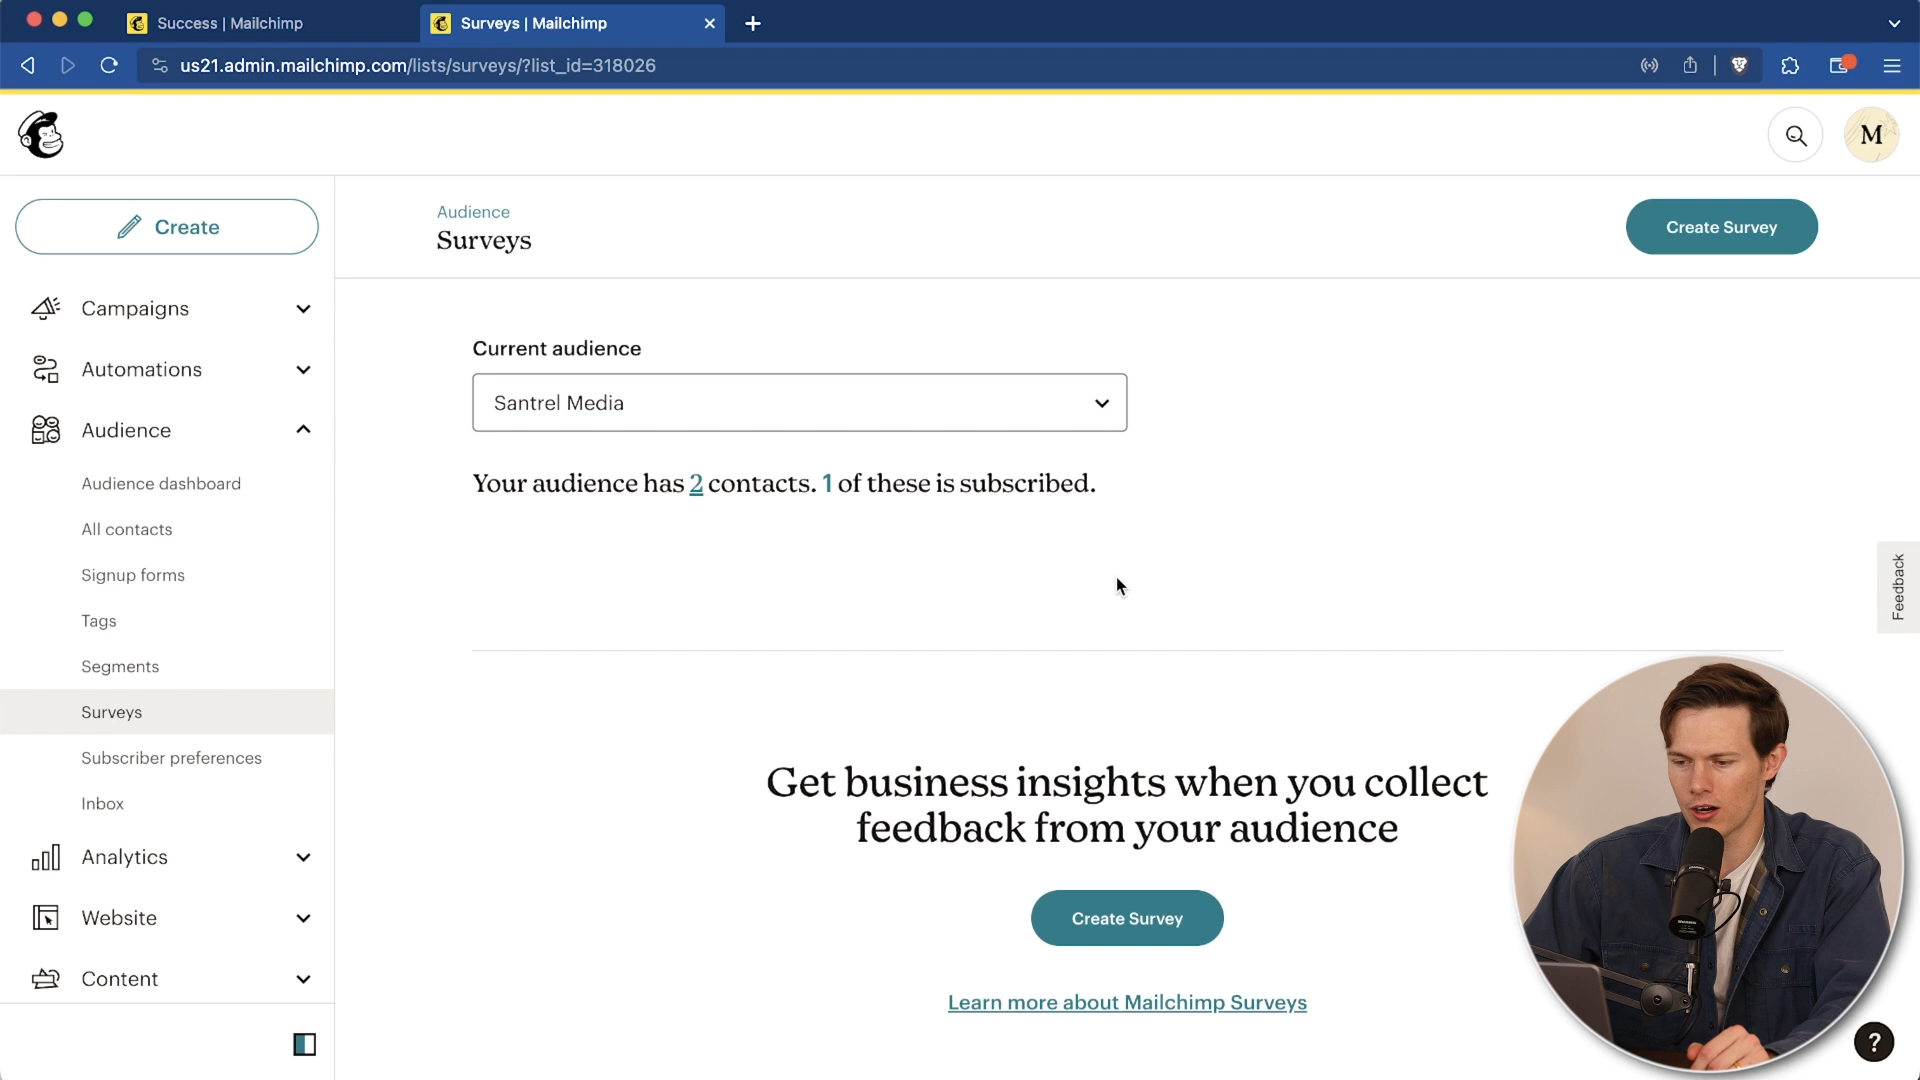 Success | Mailchimp
Surveys | Mailchimp
us21.admin.mailchimp.com/lists/surveys/?list_id=318026
M
Create
Audience
Surveys
Create Survey
Campaigns
Automations
Audience
Audience dashboard
All contacts
Signup forms
Tags
Segments
Surveys
Subscriber preferences
Inbox
Analytics
Website
Content
Current audience
Santrel Media
Your audience has 2 contacts. 1 of these is subscribed.
Feedback
Get business insights when you collect
feedback from your audience
Create Survey
Learn more about Mailchimp Surveys
?